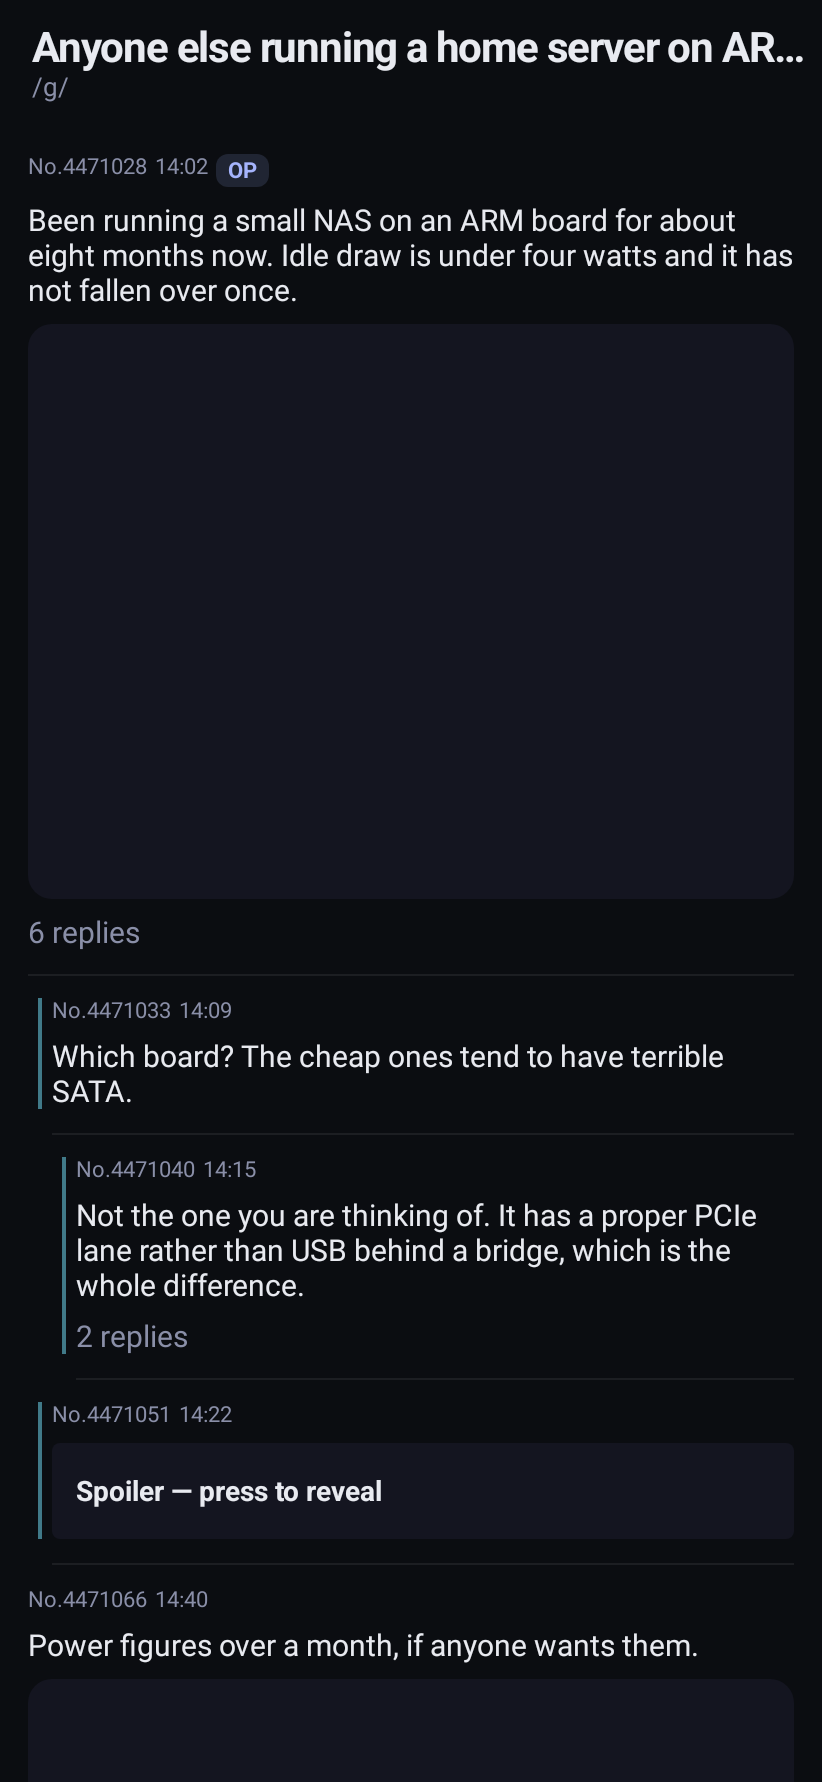 Anyone else running a home server on AR...
/g/
No.4471028 14:02 OP
Been running a small NAS on an ARM board for about
eight months now. Idle draw is under four watts and it has
not fallen over once.
6 replies
No.4471033 14:09
Which board? The cheap ones tend to have terrible
SATA.
No.4471040 14:15
Not the one you are thinking of. It has a proper PCIe
lane rather than USB behind a bridge, which is the
whole difference.
2 replies
No.4471051 14:22
Spoiler — press to reveal
No.4471066 14:40
Power figures over a month, if anyone wants them.